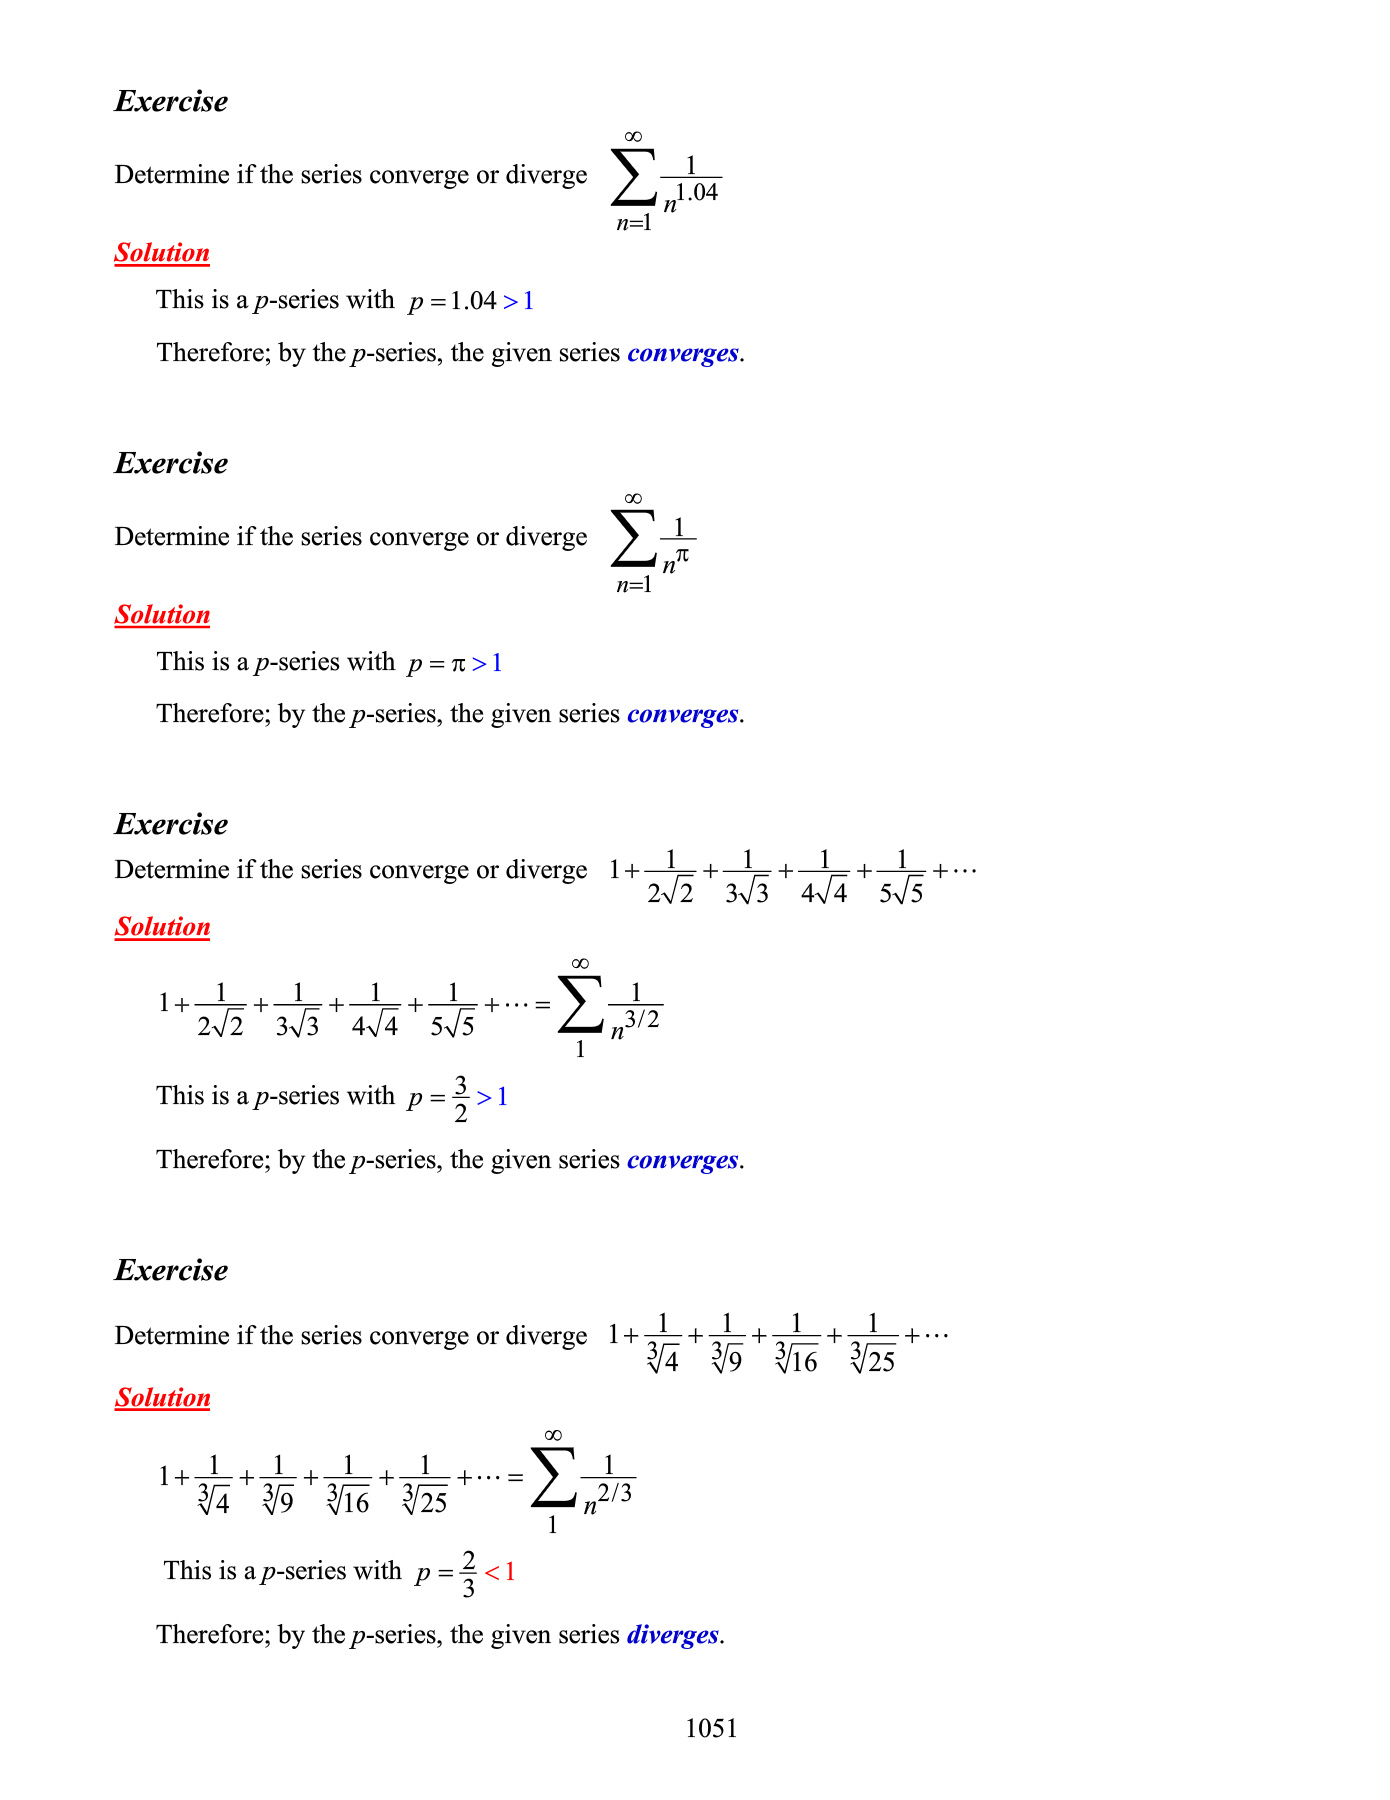 Exercise
Determine if the series converge or diverge $\sum_{n=1}^{\infty} \frac{1}{n^{1.04}}$
Solution
This is a p-series with $p = 1.04 > 1$
Therefore; by the p-series, the given series converges.
Exercise
Determine if the series converge or diverge $\sum_{n=1}^{\infty} \frac{1}{n^{\pi}}$
Solution
This is a p-series with $p = \pi > 1$
Therefore; by the p-series, the given series converges.
Exercise
Determine if the series converge or diverge $1 + \frac{1}{2\sqrt{2}} + \frac{1}{3\sqrt{3}} + \frac{1}{4\sqrt{4}} + \frac{1}{5\sqrt{5}} + \cdots$
Solution
$1 + \frac{1}{2\sqrt{2}} + \frac{1}{3\sqrt{3}} + \frac{1}{4\sqrt{4}} + \frac{1}{5\sqrt{5}} + \cdots = \sum_{1}^{\infty} \frac{1}{n^{3/2}}$
This is a p-series with $p = \frac{3}{2} > 1$
Therefore; by the p-series, the given series converges.
Exercise
Determine if the series converge or diverge $1 + \frac{1}{\sqrt[3]{4}} + \frac{1}{\sqrt[3]{9}} + \frac{1}{\sqrt[3]{16}} + \frac{1}{\sqrt[3]{25}} + \cdots$
Solution
$1 + \frac{1}{\sqrt[3]{4}} + \frac{1}{\sqrt[3]{9}} + \frac{1}{\sqrt[3]{16}} + \frac{1}{\sqrt[3]{25}} + \cdots = \sum_{1}^{\infty} \frac{1}{n^{2/3}}$
This is a p-series with $p = \frac{2}{3} < 1$
Therefore; by the p-series, the given series diverges.
1051